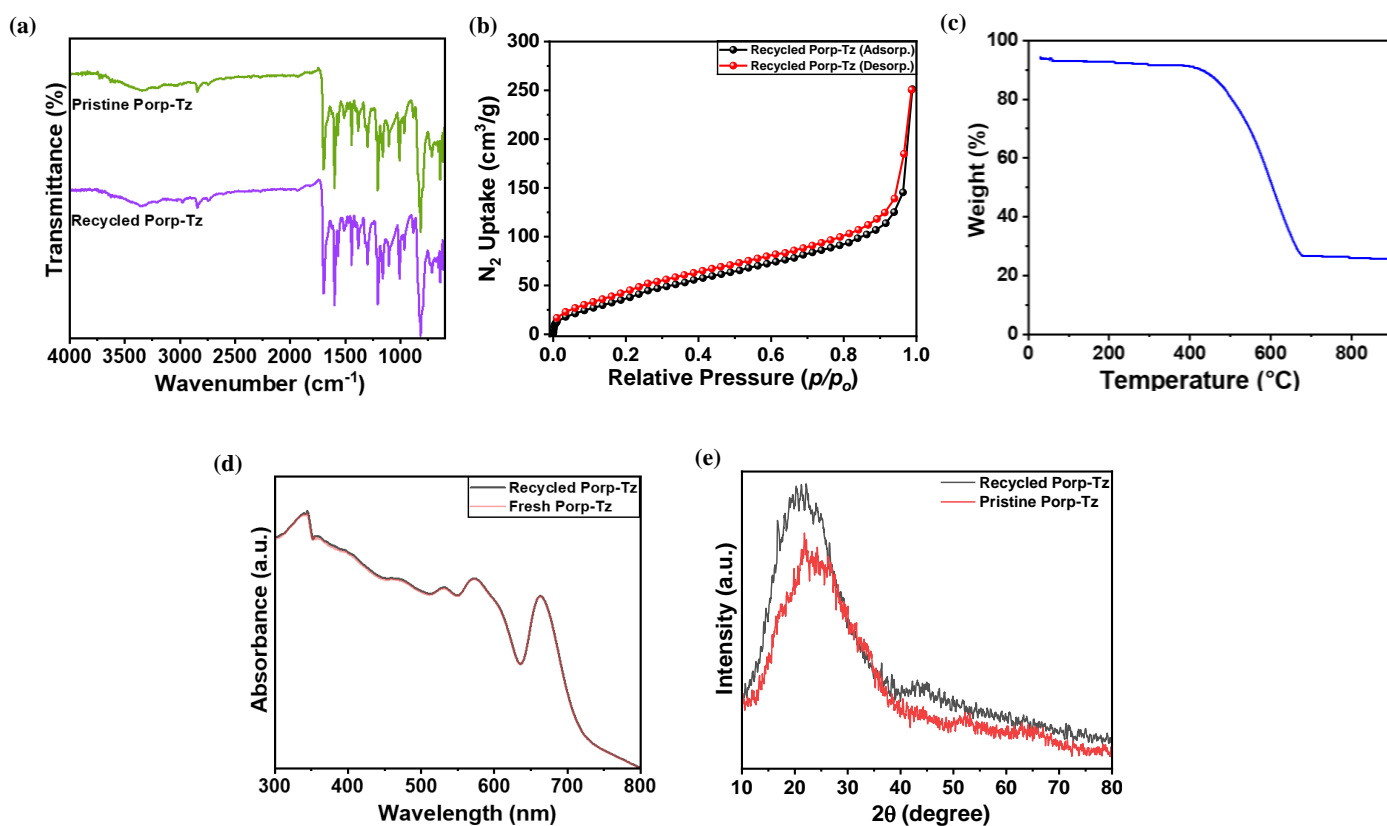 (a)
Transmittance (%)
Pristine Porp-Tz
Recycled Porp-Tz
4000 3500 3000 2500 2000 1500 1000
Wavenumber (cm⁻¹)
(b)
N₂ Uptake (cm³/g)
300
250
200
150
100
50
0
Recycled Porp-Tz (Adsorp.)
Recycled Porp-Tz (Desorp.)
0.0 0.2 0.4 0.6 0.8 1.0
Relative Pressure (p/pₒ)
(c)
Weight (%)
100
80
60
40
20
0
0 200 400 600 800
Temperature (°C)
(d)
Absorbance (a.u.)
Recycled Porp-Tz
Fresh Porp-Tz
300 400 500 600 700 800
Wavelength (nm)
(e)
Intensity (a.u.)
Recycled Porp-Tz
Pristine Porp-Tz
10 20 30 40 50 60 70 80
2θ (degree)